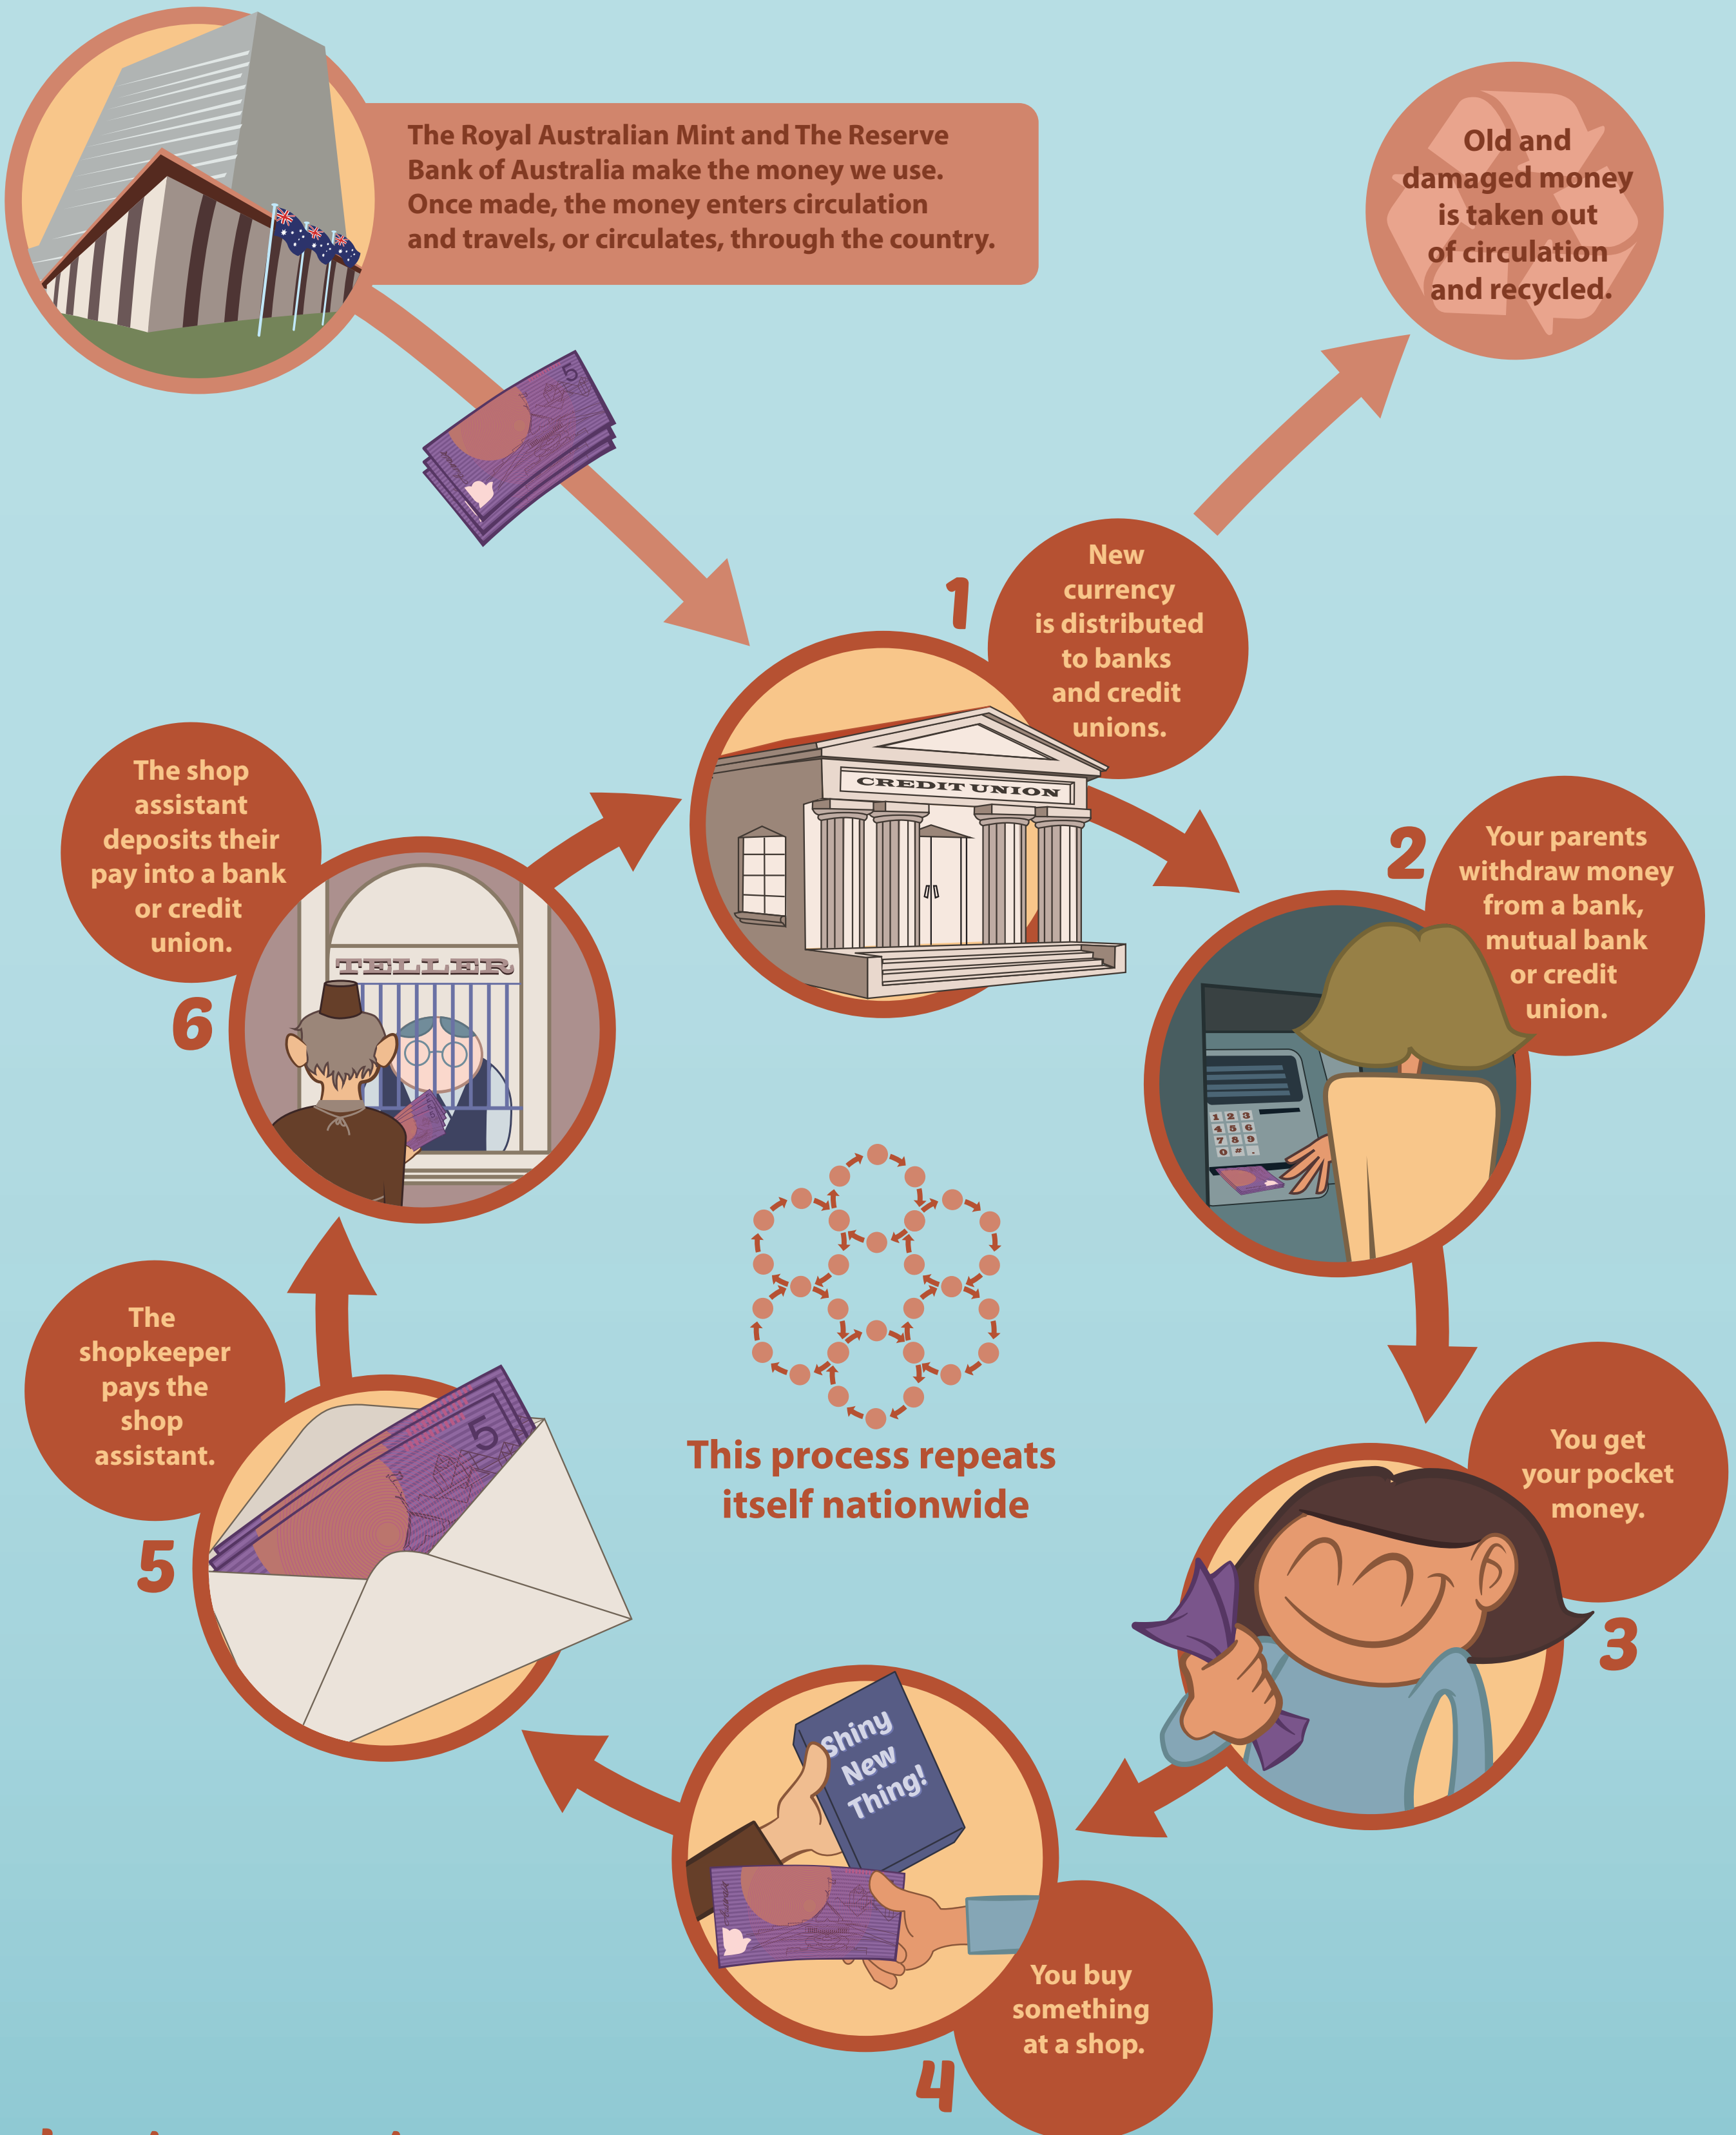 The Royal Australian Mint and The Reserve
Bank of Australia make the money we use.
Once made, the money enters circulation
and travels, or circulates, through the country.
Old and
damaged money
is taken out
of circulation
and recycled.
5
1
New
currency
is distributed
to banks
and credit
unions.
CREDIT UNION
2
Your parents
withdraw money
from a bank,
mutual bank
or credit
union.
1 2 3
4 5 6
7 8 9
0 # .
You get
your pocket
money.
3
Shiny
New
Thing!
You buy
something
at a shop.
4
The
shopkeeper
pays the
shop
assistant.
5
5
The shop
assistant
deposits their
pay into a bank
or credit
union.
6
TELLER
This process repeats
itself nationwide